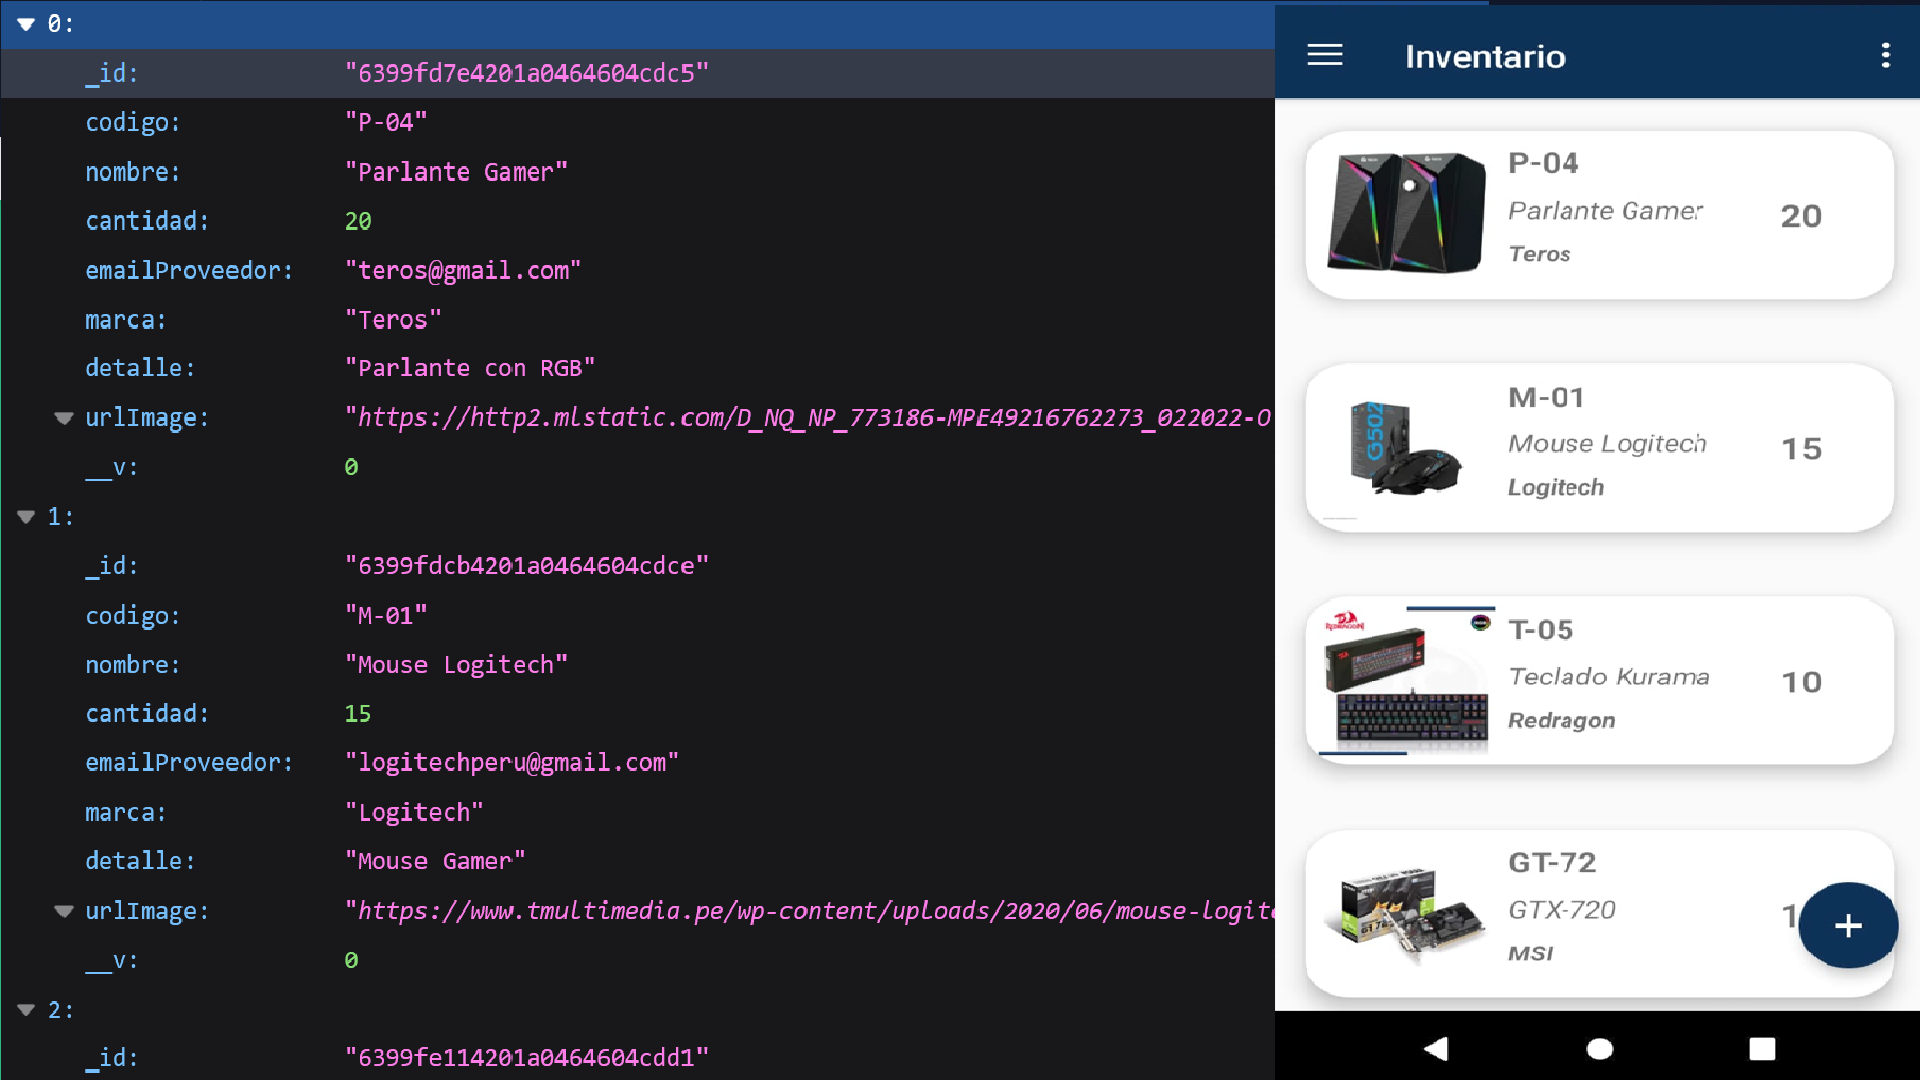 0:
_id: "6399fd7e4201a0464604cdc5"
codigo: "P-04"
nombre: "Parlante Gamer"
cantidad: 20
emailProveedor: "teros@gmail.com"
marca: "Teros"
detalle: "Parlante con RGB"
urlImage: "https://http2.mlstatic.com/D_NQ_NP_773186-MPE49216762273_022022-O
__v: 0
1:
_id: "6399fdcb4201a0464604cdce"
codigo: "M-01"
nombre: "Mouse Logitech"
cantidad: 15
emailProveedor: "logitechperu@gmail.com"
marca: "Logitech"
detalle: "Mouse Gamer"
urlImage: "https://www.tmultimedia.pe/wp-content/uploads/2020/06/mouse-logit
__v: 0
2:
_id: "6399fe114201a0464604cdd1"
Inventario
P-04
Parlante Gamer
Teros
20
M-01
Mouse Logitech
Logitech
15
G502
T-05
Teclado Kurama
Redragon
10
REDRAGON
GT-72
GTX-720
MSI
1
+